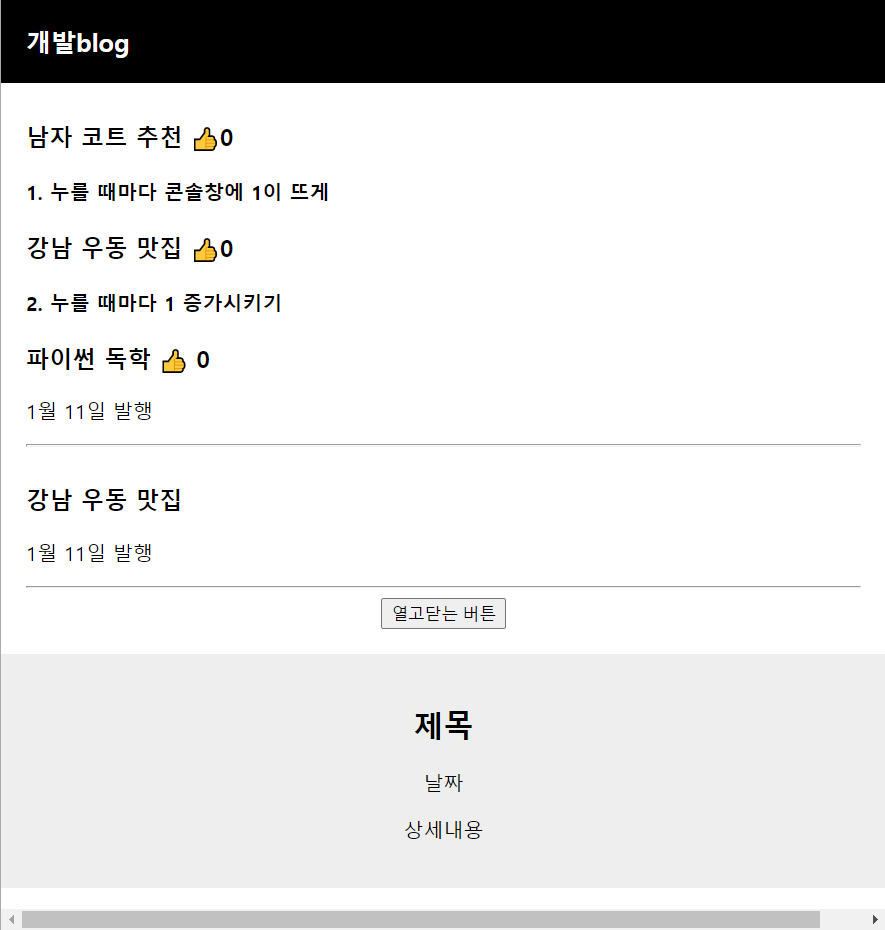 개발blog
남자 코트 추천 👍0
1. 누를 때마다 콘솔창에 1이 뜨게
강남 우동 맛집 👍0
2. 누를 때마다 1 증가시키기
파이썬 독학 👍 0
1월 11일 발행
강남 우동 맛집
1월 11일 발행
열고닫는 버튼
제목
날짜
상세내용